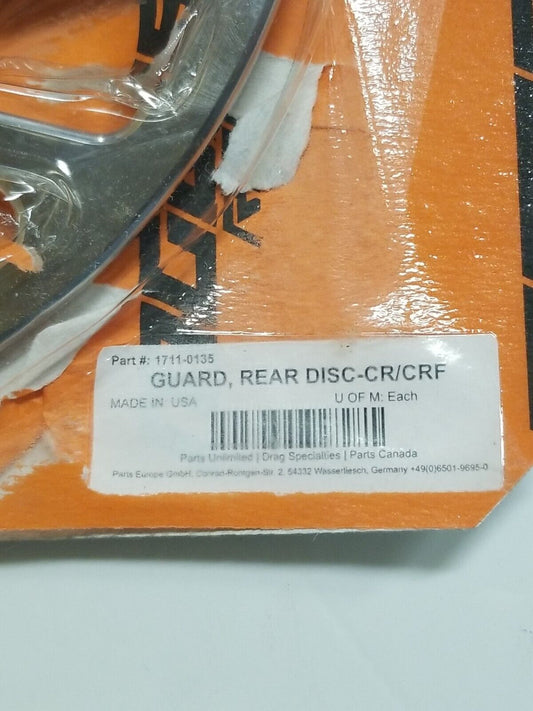 Part #: 1711-0135
GUARD, REAR DISC-CR/CRF
MADE IN USA U OF M: Each
Parts Unlimited | Drag Specialties | Parts Canada
Parts Europe GmbH, Conrad-Röntgen-Str. 2, 54332 Wasserliesch, Germany +49(0)6501-9695-0